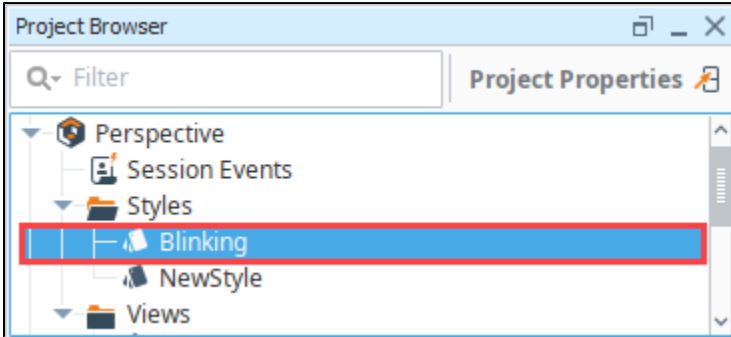 Project Browser
Filter
Project Properties
Perspective
Session Events
Styles
Blinking
NewStyle
Views